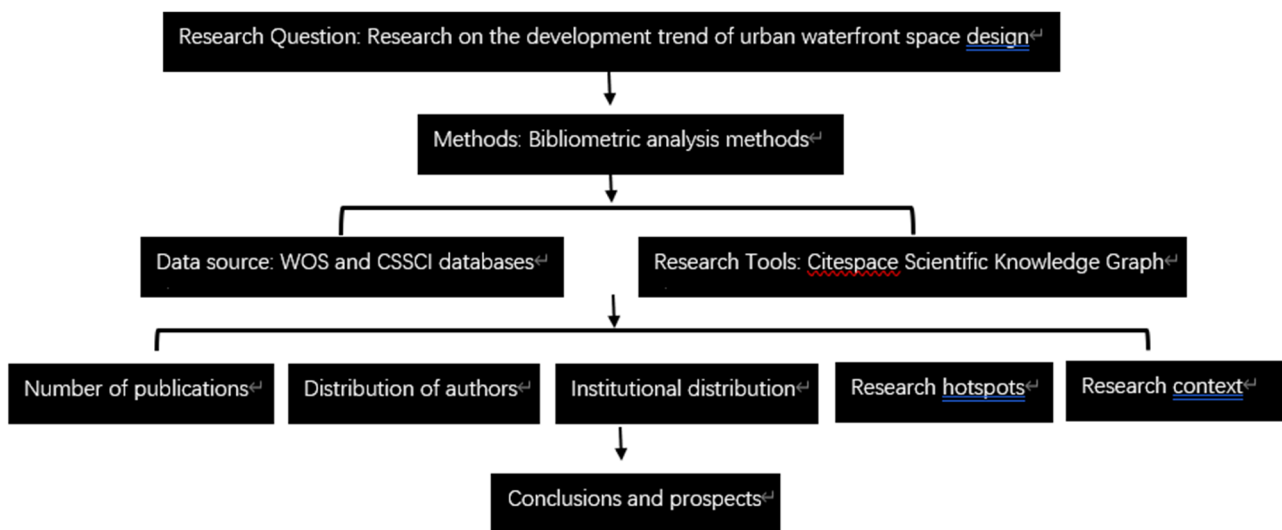 Research Question: Research on the development trend of urban waterfront space design
Methods: Bibliometric analysis methods
Data source: WOS and CSSCI databases
Research Tools: Citespace Scientific Knowledge Graph
Number of publications
Distribution of authors
Institutional distribution
Research hotspots
Research context
Conclusions and prospects